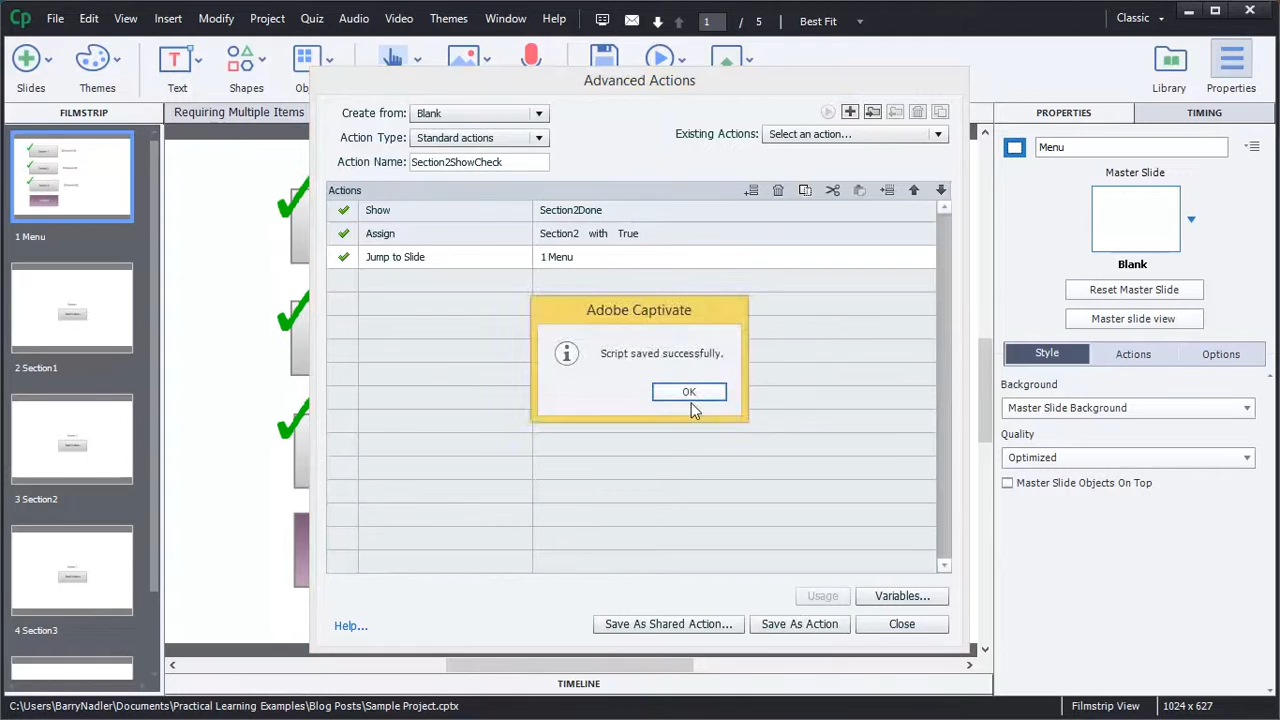 Cp File Edit View Insert Modify Project Quiz Audio Video Themes Window Help 1 / 5 Best Fit Classic
Slides Themes Text Shapes Library Properties
FILMSTRIP Requiring Multiple Items PROPERTIES TIMING
Advanced Actions
Create from: Blank
Action Type: Standard actions
Existing Actions: Select an action...
Action Name: Section2ShowCheck
Actions
Show Section2Done
Assign Section2 with True
Jump to Slide 1 Menu
Adobe Captivate
Script saved successfully.
OK
Usage Variables...
Help... Save As Shared Action... Save As Action Close
1 Menu
2 Section1
3 Section2
4 Section3
Menu
Master Slide
Blank
Reset Master Slide
Master slide view
Style Actions Options
Background
Master Slide Background
Quality
Optimized
Master Slide Objects On Top
TIMELINE
C:\Users\BarryNadler\Documents\Practical Learning Examples\Blog Posts\Sample Project.cptx Filmstrip View 1024 x 627